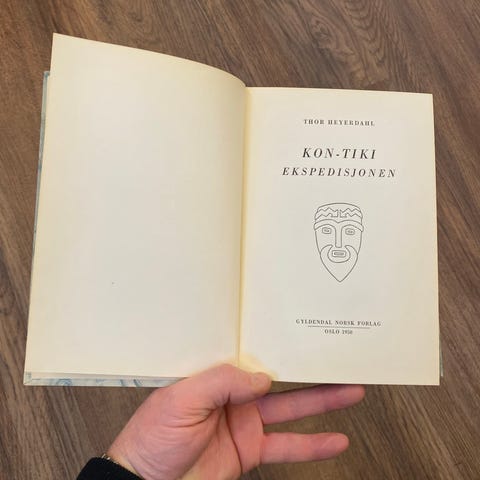 THOR HEYERDAHL
KON-TIKI
EKSPEDISJONEN
GYLDENDAL NORSK FORLAG
OSLO 1950